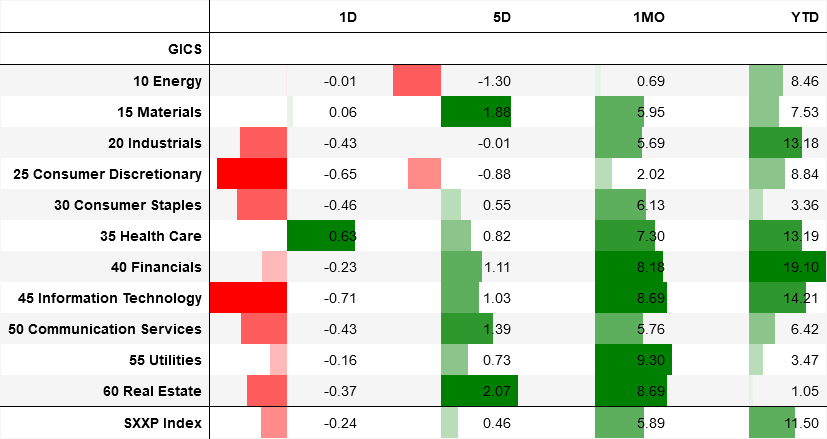 1D 5D 1MO YTD
GICS
10 Energy -0.01 -1.30 0.69 8.46
15 Materials 0.06 1.88 5.95 7.53
20 Industrials -0.43 -0.01 5.69 13.18
25 Consumer Discretionary -0.65 -0.88 2.02 8.84
30 Consumer Staples -0.46 0.55 6.13 3.36
35 Health Care 0.63 0.82 7.30 13.19
40 Financials -0.23 1.11 8.18 19.10
45 Information Technology -0.71 1.03 8.69 14.21
50 Communication Services -0.43 1.39 5.76 6.42
55 Utilities -0.16 0.73 9.30 3.47
60 Real Estate -0.37 2.07 8.69 1.05
SXXP Index -0.24 0.46 5.89 11.50